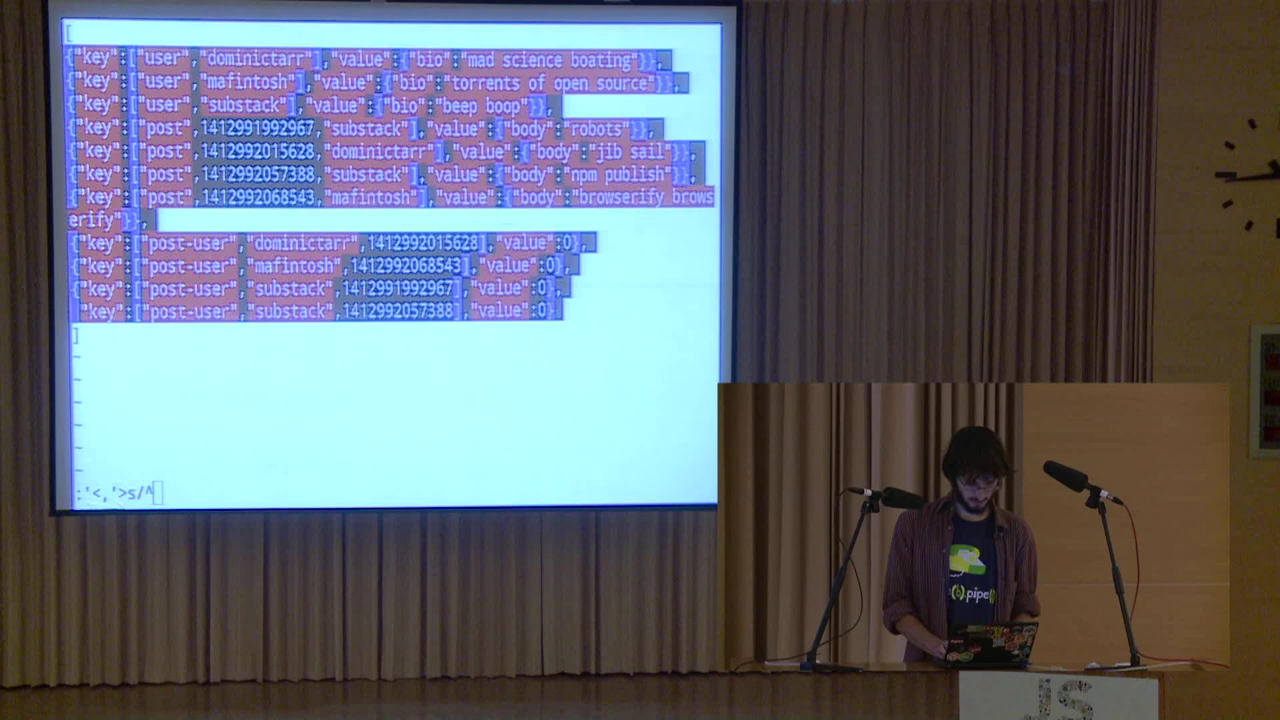 [
{"key":["user","dominictarr"],"value":{"bio":"mad science boating"}},
{"key":["user","mafintosh"],"value":{"bio":"torrents of open source"}},
{"key":["user","substack"],"value":{"bio":"beep boop"}},
{"key":["post",1412991992967,"substack"],"value":{"body":"robots"}},
{"key":["post",1412992015628,"dominictarr"],"value":{"body":"jib sail"}},
{"key":["post",1412992057388,"substack"],"value":{"body":"npm publish"}},
{"key":["post",1412992068543,"mafintosh"],"value":{"body":"browserify brows
erify"}},
{"key":["post-user","dominictarr",1412992015628],"value":0},
{"key":["post-user","mafintosh",1412992068543],"value":0},
{"key":["post-user","substack",1412991992967],"value":0},
{"key":["post-user","substack",1412992057388],"value":0}
]
~
~
~
~
~
~
:'<,'>s/^
pipe
JS